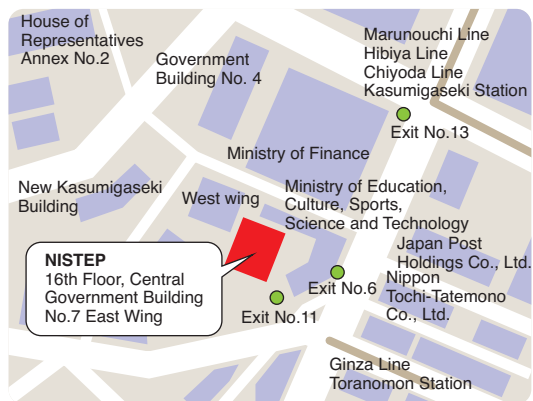 House of
Representatives
Annex No.2
Government
Building No. 4
Marunouchi Line
Hibiya Line
Chiyoda Line
Kasumigaseki Station
Exit No.13
Ministry of Finance
New Kasumigaseki
Building
West wing
Ministry of Education,
Culture, Sports,
Science and Technology
Japan Post
Holdings Co., Ltd.
NISTEP
16th Floor, Central
Government Building
No.7 East Wing
Exit No.6
Nippon
Tochi-Tatemono
Co., Ltd.
Exit No.11
Ginza Line
Toranomon Station